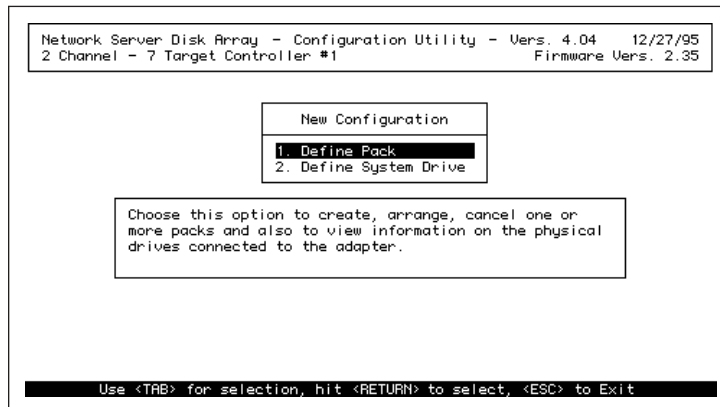 Network Server Disk Array - Configuration Utility - Vers. 4.04 12/27/95
2 Channel - 7 Target Controller #1 Firmware Vers. 2.35
New Configuration
1. Define Pack
2. Define System Drive
Choose this option to create, arrange, cancel one or
more packs and also to view information on the physical
drives connected to the adapter.
Use <TAB> for selection, hit <RETURN> to select, <ESC> to Exit